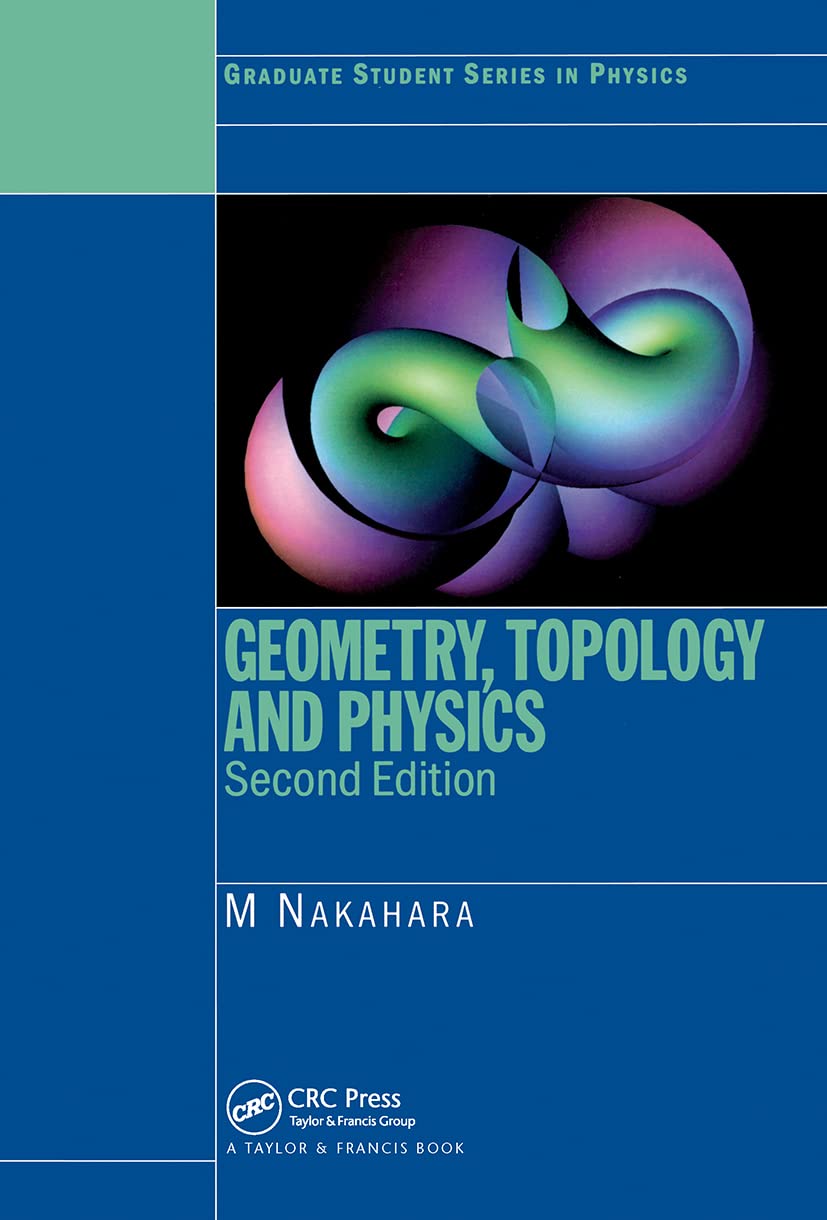 GRADUATE STUDENT SERIES IN PHYSICS
GEOMETRY, TOPOLOGY
AND PHYSICS
Second Edition
M NAKAHARA
CRC
CRC Press
Taylor & Francis Group
A TAYLOR & FRANCIS BOOK